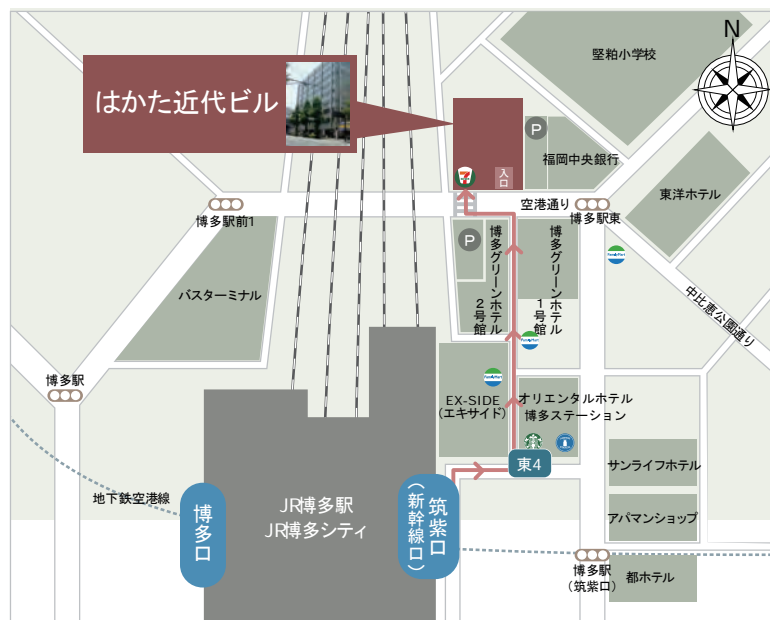 N
堅粕小学校
はかた近代ビル
P
福岡中央銀行
7
入口
空港通り
東洋ホテル
博多駅前1
博多駅東
P
博多グリーンホテル
2号館
博多グリーンホテル
1号館
FamilyMart
バスターミナル
中比恵公園通り
FamilyMart
FamilyMart
博多駅
EX-SIDE
(エキサイド)
オリエンタルホテル
博多ステーション
東4
サンライフホテル
地下鉄空港線
博多口
JR博多駅
JR博多シティ
筑紫口
(新幹線口)
アパマンショップ
博多駅
(筑紫口)
都ホテル